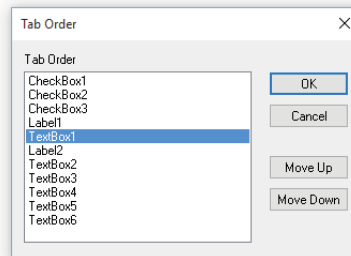 Tab Order
Tab Order
CheckBox1
CheckBox2
CheckBox3
Label1
TextBox1
Label2
TextBox2
TextBox3
TextBox4
TextBox5
TextBox6
OK
Cancel
Move Up
Move Down